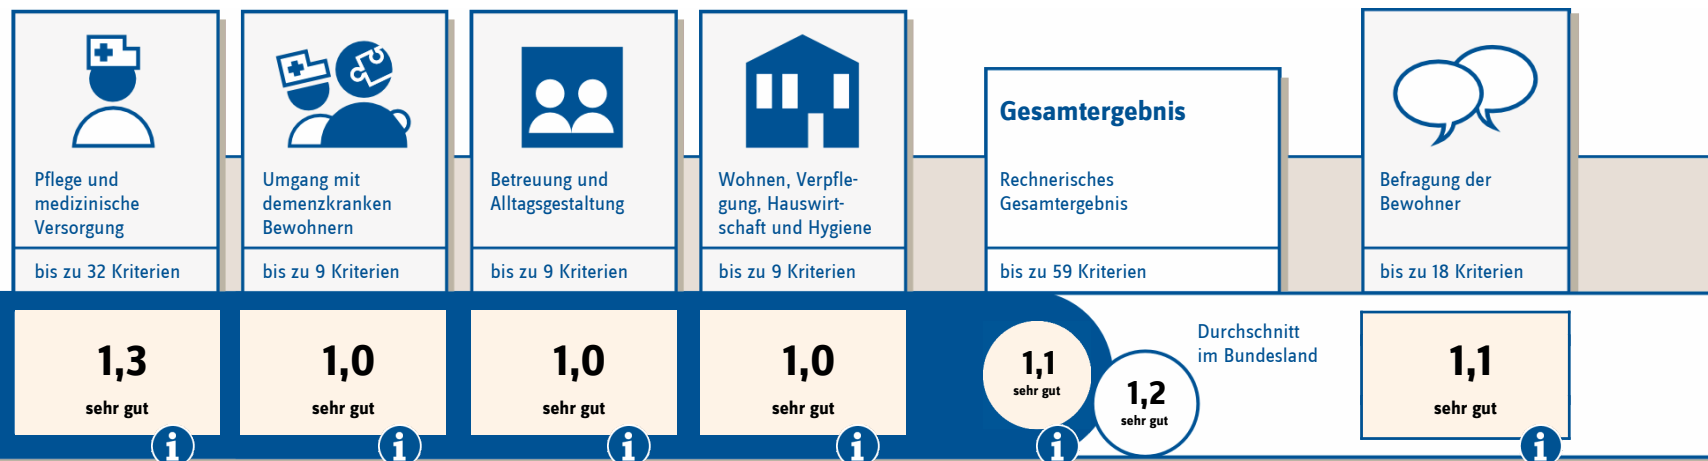 Pflege und
medizinische
Versorgung
bis zu 32 Kriterien
1,3
sehr gut
i
Umgang mit
demenzkranken
Bewohnern
bis zu 9 Kriterien
1,0
sehr gut
i
Betreuung und
Alltagsgestaltung
bis zu 9 Kriterien
1,0
sehr gut
i
Wohnen, Verpfle-
gung, Hauswirt-
schaft und Hygiene
bis zu 9 Kriterien
1,0
sehr gut
i
Gesamtergebnis
Rechnerisches
Gesamtergebnis
bis zu 59 Kriterien
1,1
sehr gut
i
Durchschnitt
im Bundesland
1,2
sehr gut
Befragung der
Bewohner
bis zu 18 Kriterien
1,1
sehr gut
i